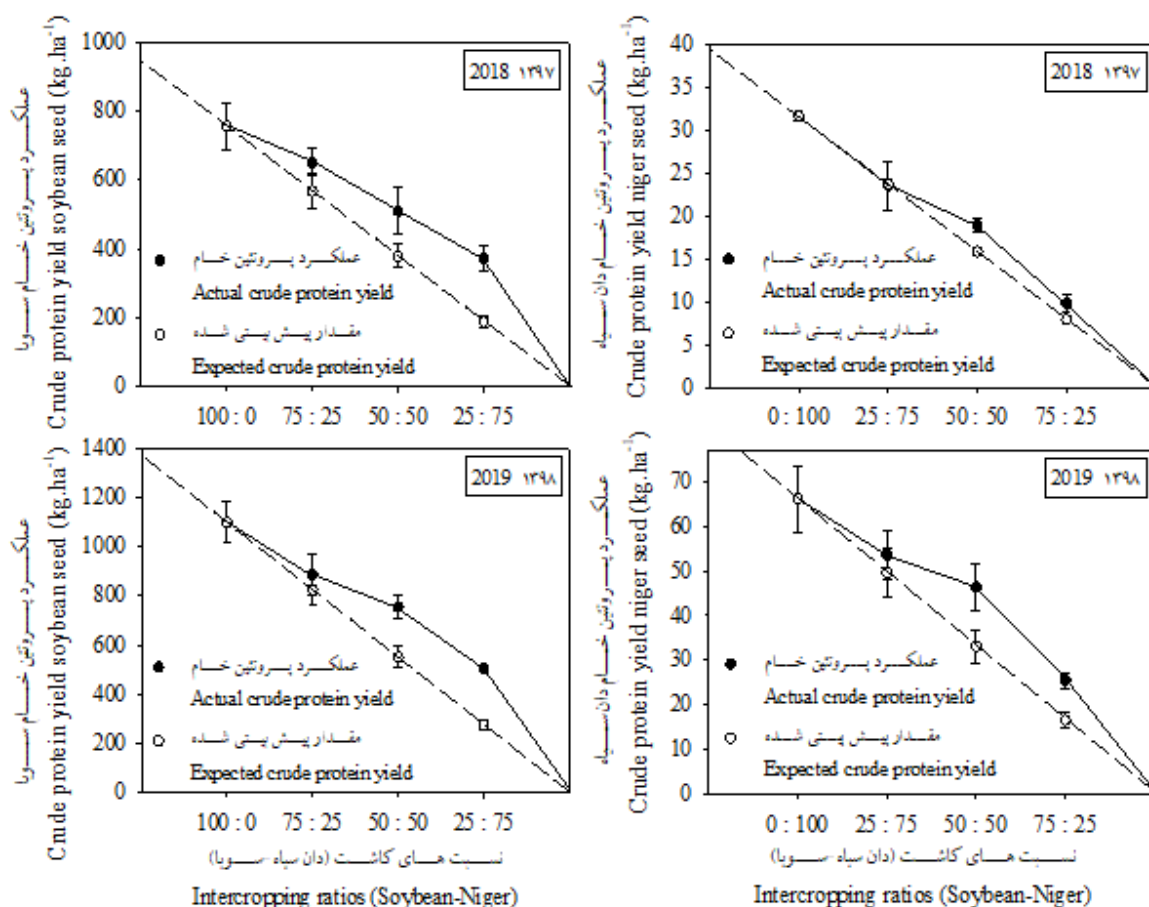 عملکرد پروتئین خام سویا
Crude protein yield soybean seed (kg.ha⁻¹)
1000
800
600
400
200
0
2018 ۱۳۹۷
عملکرد پروتئین خام
Actual crude protein yield
مقدار پیش بینی شده
Expected crude protein yield
100 : 0 75 : 25 50 : 50 25 : 75
عملکرد پروتئین خام دان سیاه
Crude protein yield niger seed (kg.ha⁻¹)
40
35
30
25
20
15
10
5
0
2018 ۱۳۹۷
عملکرد پروتئین خام
Actual crude protein yield
مقدار پیش بینی شده
Expected crude protein yield
0 : 100 25 : 75 50 : 50 75 : 25
عملکرد پروتئین خام سویا
Crude protein yield soybean seed (kg.ha⁻¹)
1400
1200
1000
800
600
400
200
0
2019 ۱۳۹۸
عملکرد پروتئین خام
Actual crude protein yield
مقدار پیش بینی شده
Expected crude protein yield
100 : 0 75 : 25 50 : 50 25 : 75
نسبت های کاشت (دان سیاه -سویا)
Intercropping ratios (Soybean-Niger)
عملکرد پروتئین خام دان سیاه
Crude protein yield niger seed (kg.ha⁻¹)
70
60
50
40
30
20
10
0
2019 ۱۳۹۸
عملکرد پروتئین خام
Actual crude protein yield
مقدار پیش بینی شده
Expected crude protein yield
0 : 100 25 : 75 50 : 50 75 : 25
نسبت های کاشت (دان سیاه -سویا)
Intercropping ratios (Soybean-Niger)